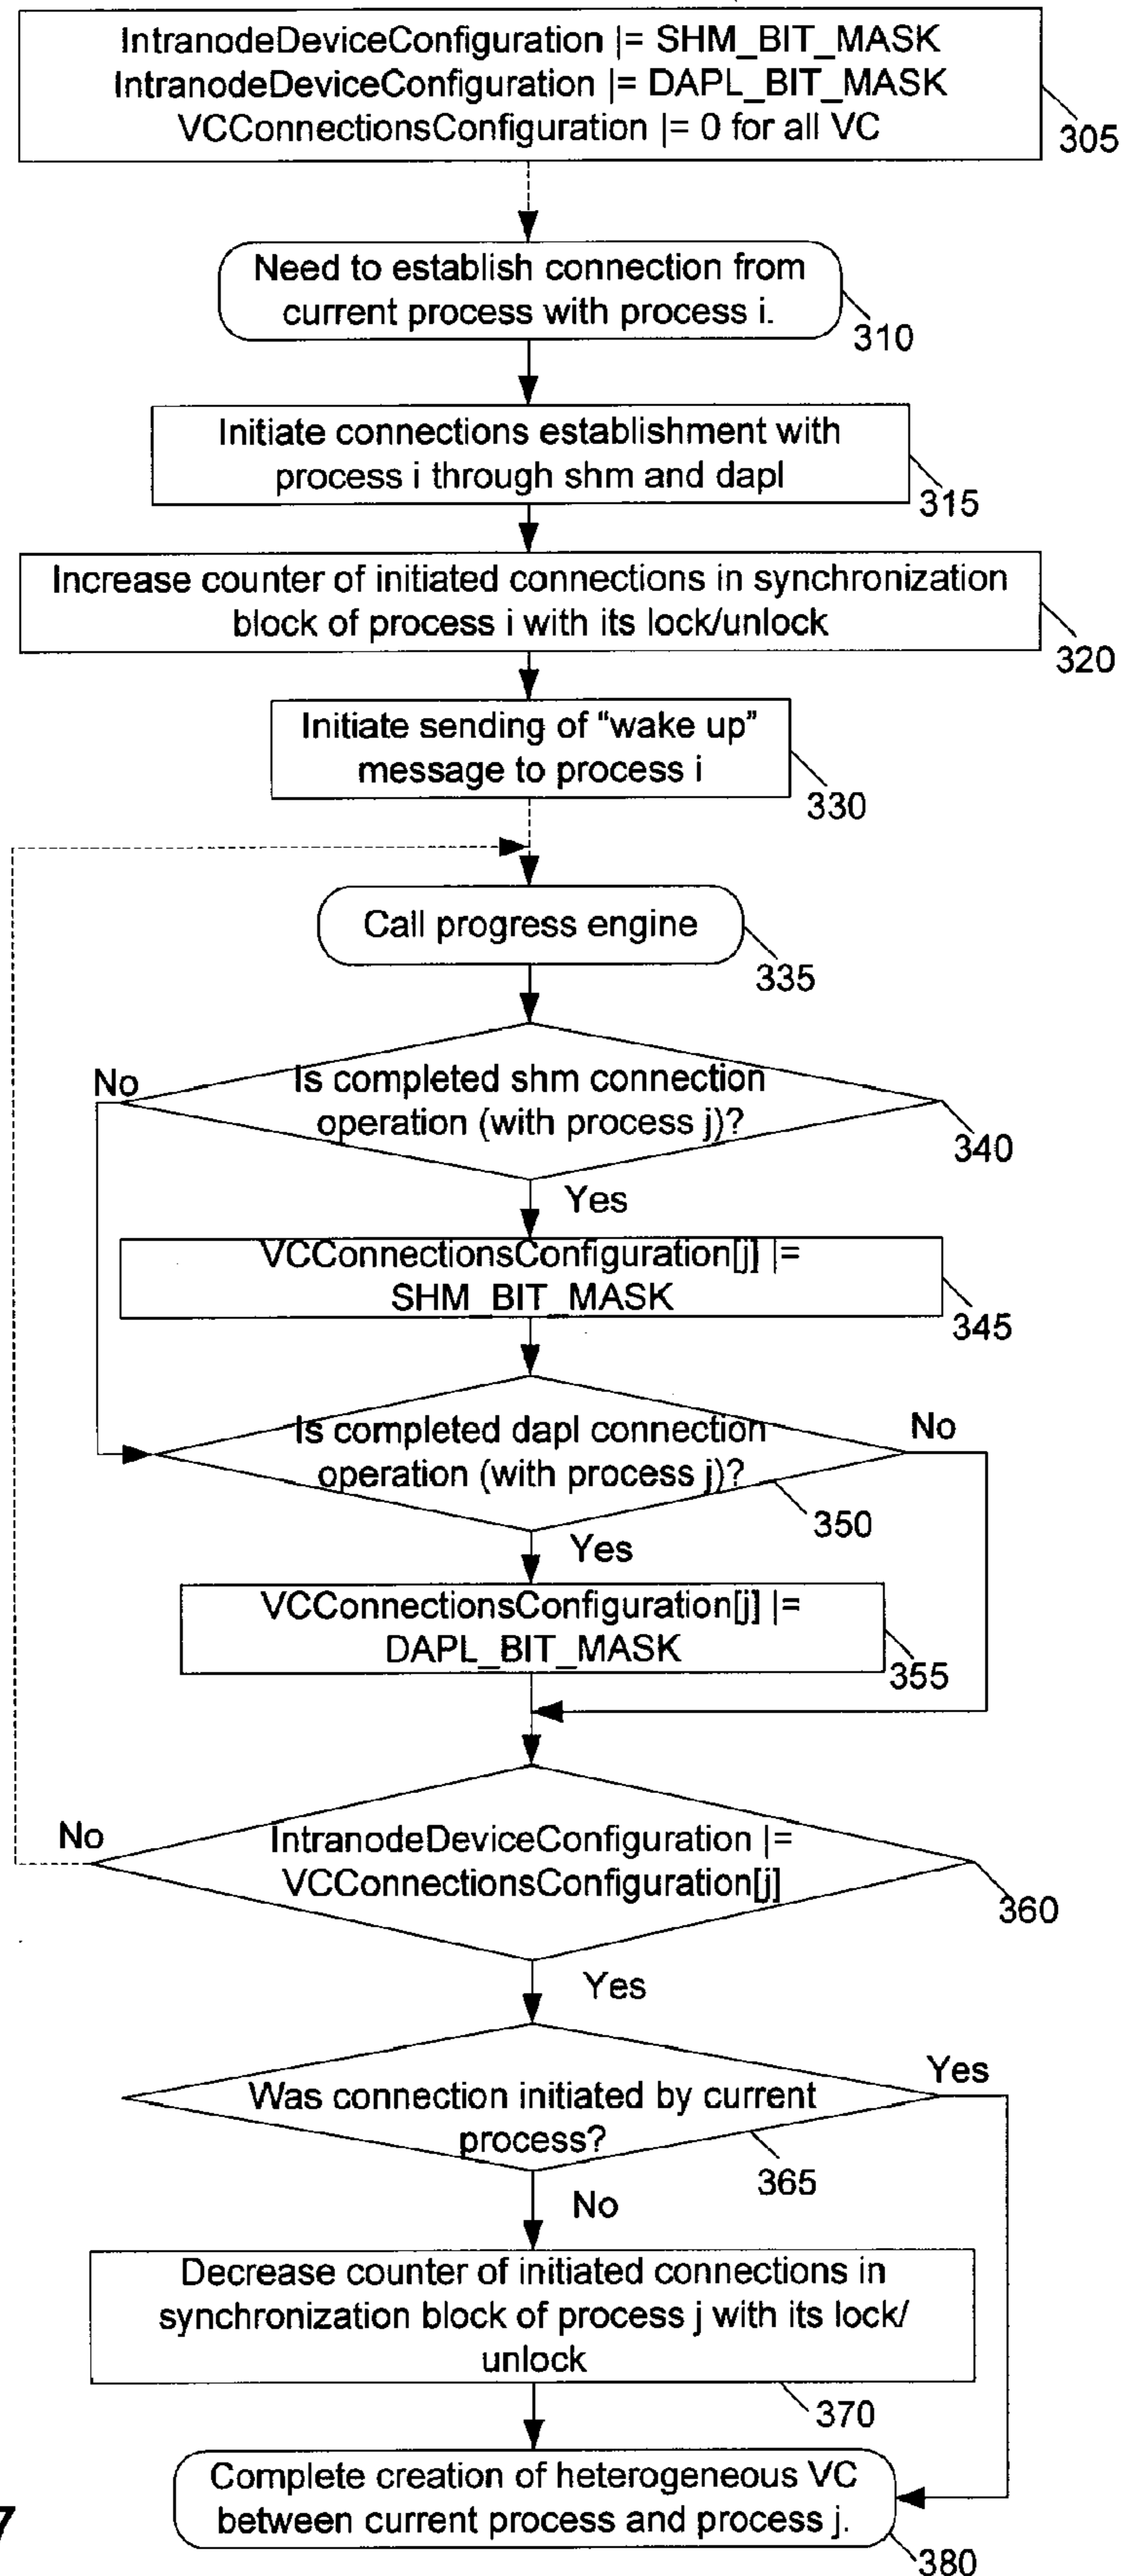 IntranodeDeviceConfiguration |= SHM_BIT_MASK
IntranodeDeviceConfiguration |= DAPL_BIT_MASK
VCConnectionsConfiguration |= 0 for all VC
305
Need to establish connection from
current process with process i.
310
Initiate connections establishment with
process i through shm and dapl
315
Increase counter of initiated connections in synchronization
block of process i with its lock/unlock
320
Initiate sending of “wake up”
message to process i
330
Call progress engine
335
No
Is completed shm connection
operation (with process j)?
340
Yes
VCConnectionsConfiguration[j] |=
SHM_BIT_MASK
345
Is completed dapl connection
operation (with process j)?
No
350
Yes
VCConnectionsConfiguration[j] |=
DAPL_BIT_MASK
355
No
IntranodeDeviceConfiguration |=
VCConnectionsConfiguration[j]
360
Yes
Was connection initiated by current
process?
Yes
365
No
Decrease counter of initiated connections in
synchronization block of process j with its lock/
unlock
370
Complete creation of heterogeneous VC
between current process and process j.
380
7